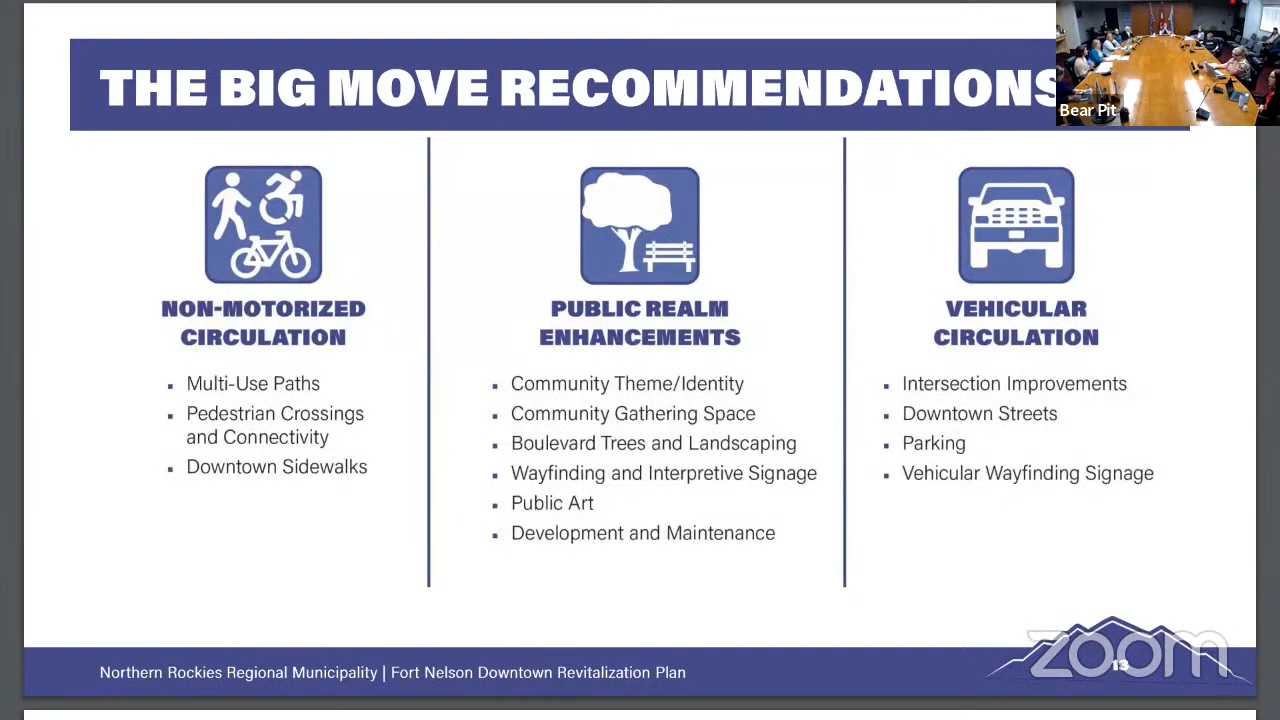 THE BIG MOVE RECOMMENDATIONS
Bear Pit
NON-MOTORIZED
CIRCULATION
▪ Multi-Use Paths
▪ Pedestrian Crossings
and Connectivity
▪ Downtown Sidewalks
PUBLIC REALM
ENHANCEMENTS
▪ Community Theme/Identity
▪ Community Gathering Space
▪ Boulevard Trees and Landscaping
▪ Wayfinding and Interpretive Signage
▪ Public Art
▪ Development and Maintenance
VEHICULAR
CIRCULATION
▪ Intersection Improvements
▪ Downtown Streets
▪ Parking
▪ Vehicular Wayfinding Signage
Northern Rockies Regional Municipality | Fort Nelson Downtown Revitalization Plan
13
zoom